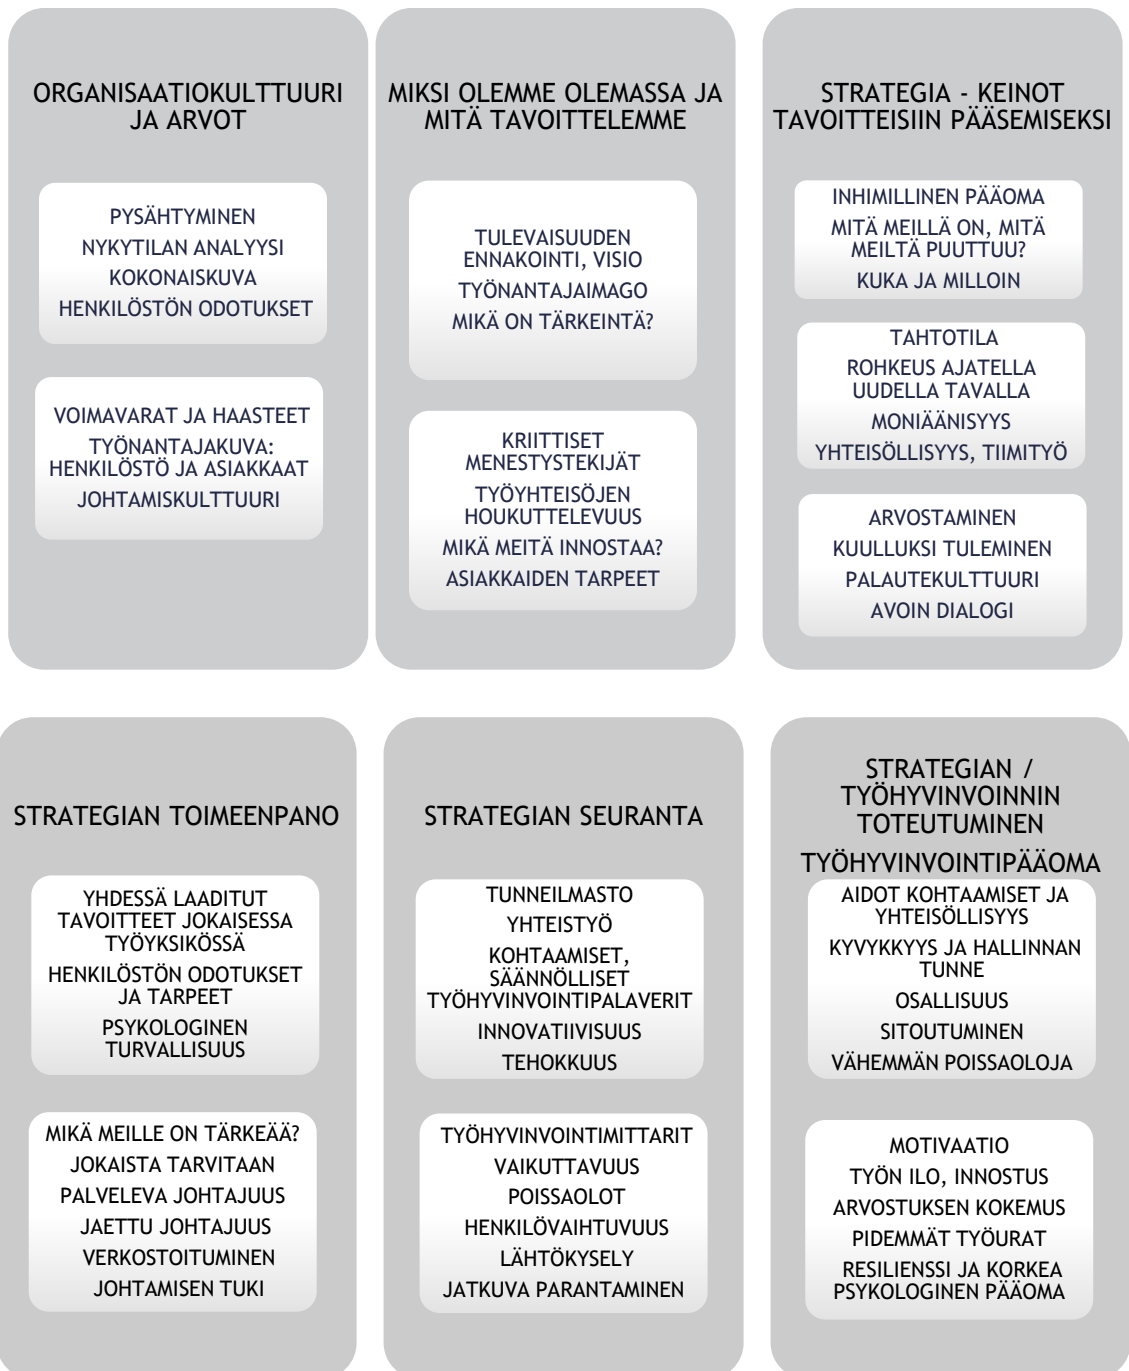 ORGANISAATIOKULTTUURI
JA ARVOT
PYSÄHTYMINEN
NYKYTILAN ANALYYSI
KOKONAISKUVA
HENKILÖSTÖN ODOTUKSET
VOIMAVARAT JA HAASTEET
TYÖNANTAJAKUVA:
HENKILÖSTÖ JA ASIAKKAAT
JOHTAMISKULTTUURI
MIKSI OLEMME OLEMASSA JA
MITÄ TAVOITTELEMME
TULEVAISUUDEN
ENNAKOINTI, VISIO
TYÖNANTAJAIMAGO
MIKÄ ON TÄRKEINTÄ?
KRIITTISET
MENESTYSTEKIJÄT
TYÖYHTEISÖJEN
HOUKUTTELEVUUS
MIKÄ MEITÄ INNOSTAA?
ASIAKKAIDEN TARPEET
STRATEGIA - KEINOT
TAVOITTEISIIN PÄÄSEMISEKSI
INHIMILLINEN PÄÄOMA
MITÄ MEILLÄ ON, MITÄ
MEILTÄ PUUTTUU?
KUKA JA MILLOIN
TAHTOTILA
ROHKEUS AJATELLA
UUDELLA TAVALLA
MONIÄÄNISYYS
YHTEISÖLLISYYS, TIIMITYÖ
ARVOSTAMINEN
KUULLUKSI TULEMINEN
PALAUTEKULTTUURI
AVOIN DIALOGI
STRATEGIAN TOIMEENPANO
YHDESSÄ LAADITUT
TAVOITTEET JOKAISESSA
TYÖYKSIKÖSSÄ
HENKILÖSTÖN ODOTUKSET
JA TARPEET
PSYKOLOGINEN
TURVALLISUUS
MIKÄ MEILLE ON TÄRKEÄÄ?
JOKAISTA TARVITAAN
PALVELEVA JOHTAJUUS
JAETTU JOHTAJUUS
VERKOSTOITUMINEN
JOHTAMISEN TUKI
STRATEGIAN SEURANTA
TUNNEILMASTO
YHTEISTYÖ
KOHTAAMISET,
SÄÄNNÖLLISET
TYÖHYVINVOINTIPALAVERIT
INNOVATIIVISUUS
TEHOKKUUS
TYÖHYVINVOINTIMITTARIT
VAIKUTTAVUUS
POISSAOLOT
HENKILÖVAIHTUVUUS
LÄHTÖKYSELY
JATKUVA PARANTAMINEN
STRATEGIAN /
TYÖHYVINVOINNIN
TOTEUTUMINEN
TYÖHYVINVOINTIPÄÄOMA
AIDOT KOHTAAMISET JA
YHTEISÖLLISYYS
KYVYKKYYS JA HALLINNAN
TUNNE
OSALLISUUS
SITOUTUMINEN
VÄHEMMÄN POISSAOLOJA
MOTIVAATIO
TYÖN ILO, INNOSTUS
ARVOSTUKSEN KOKEMUS
PIDEMMÄT TYÖURAT
RESILIENSSI JA KORKEA
PSYKOLOGINEN PÄÄOMA